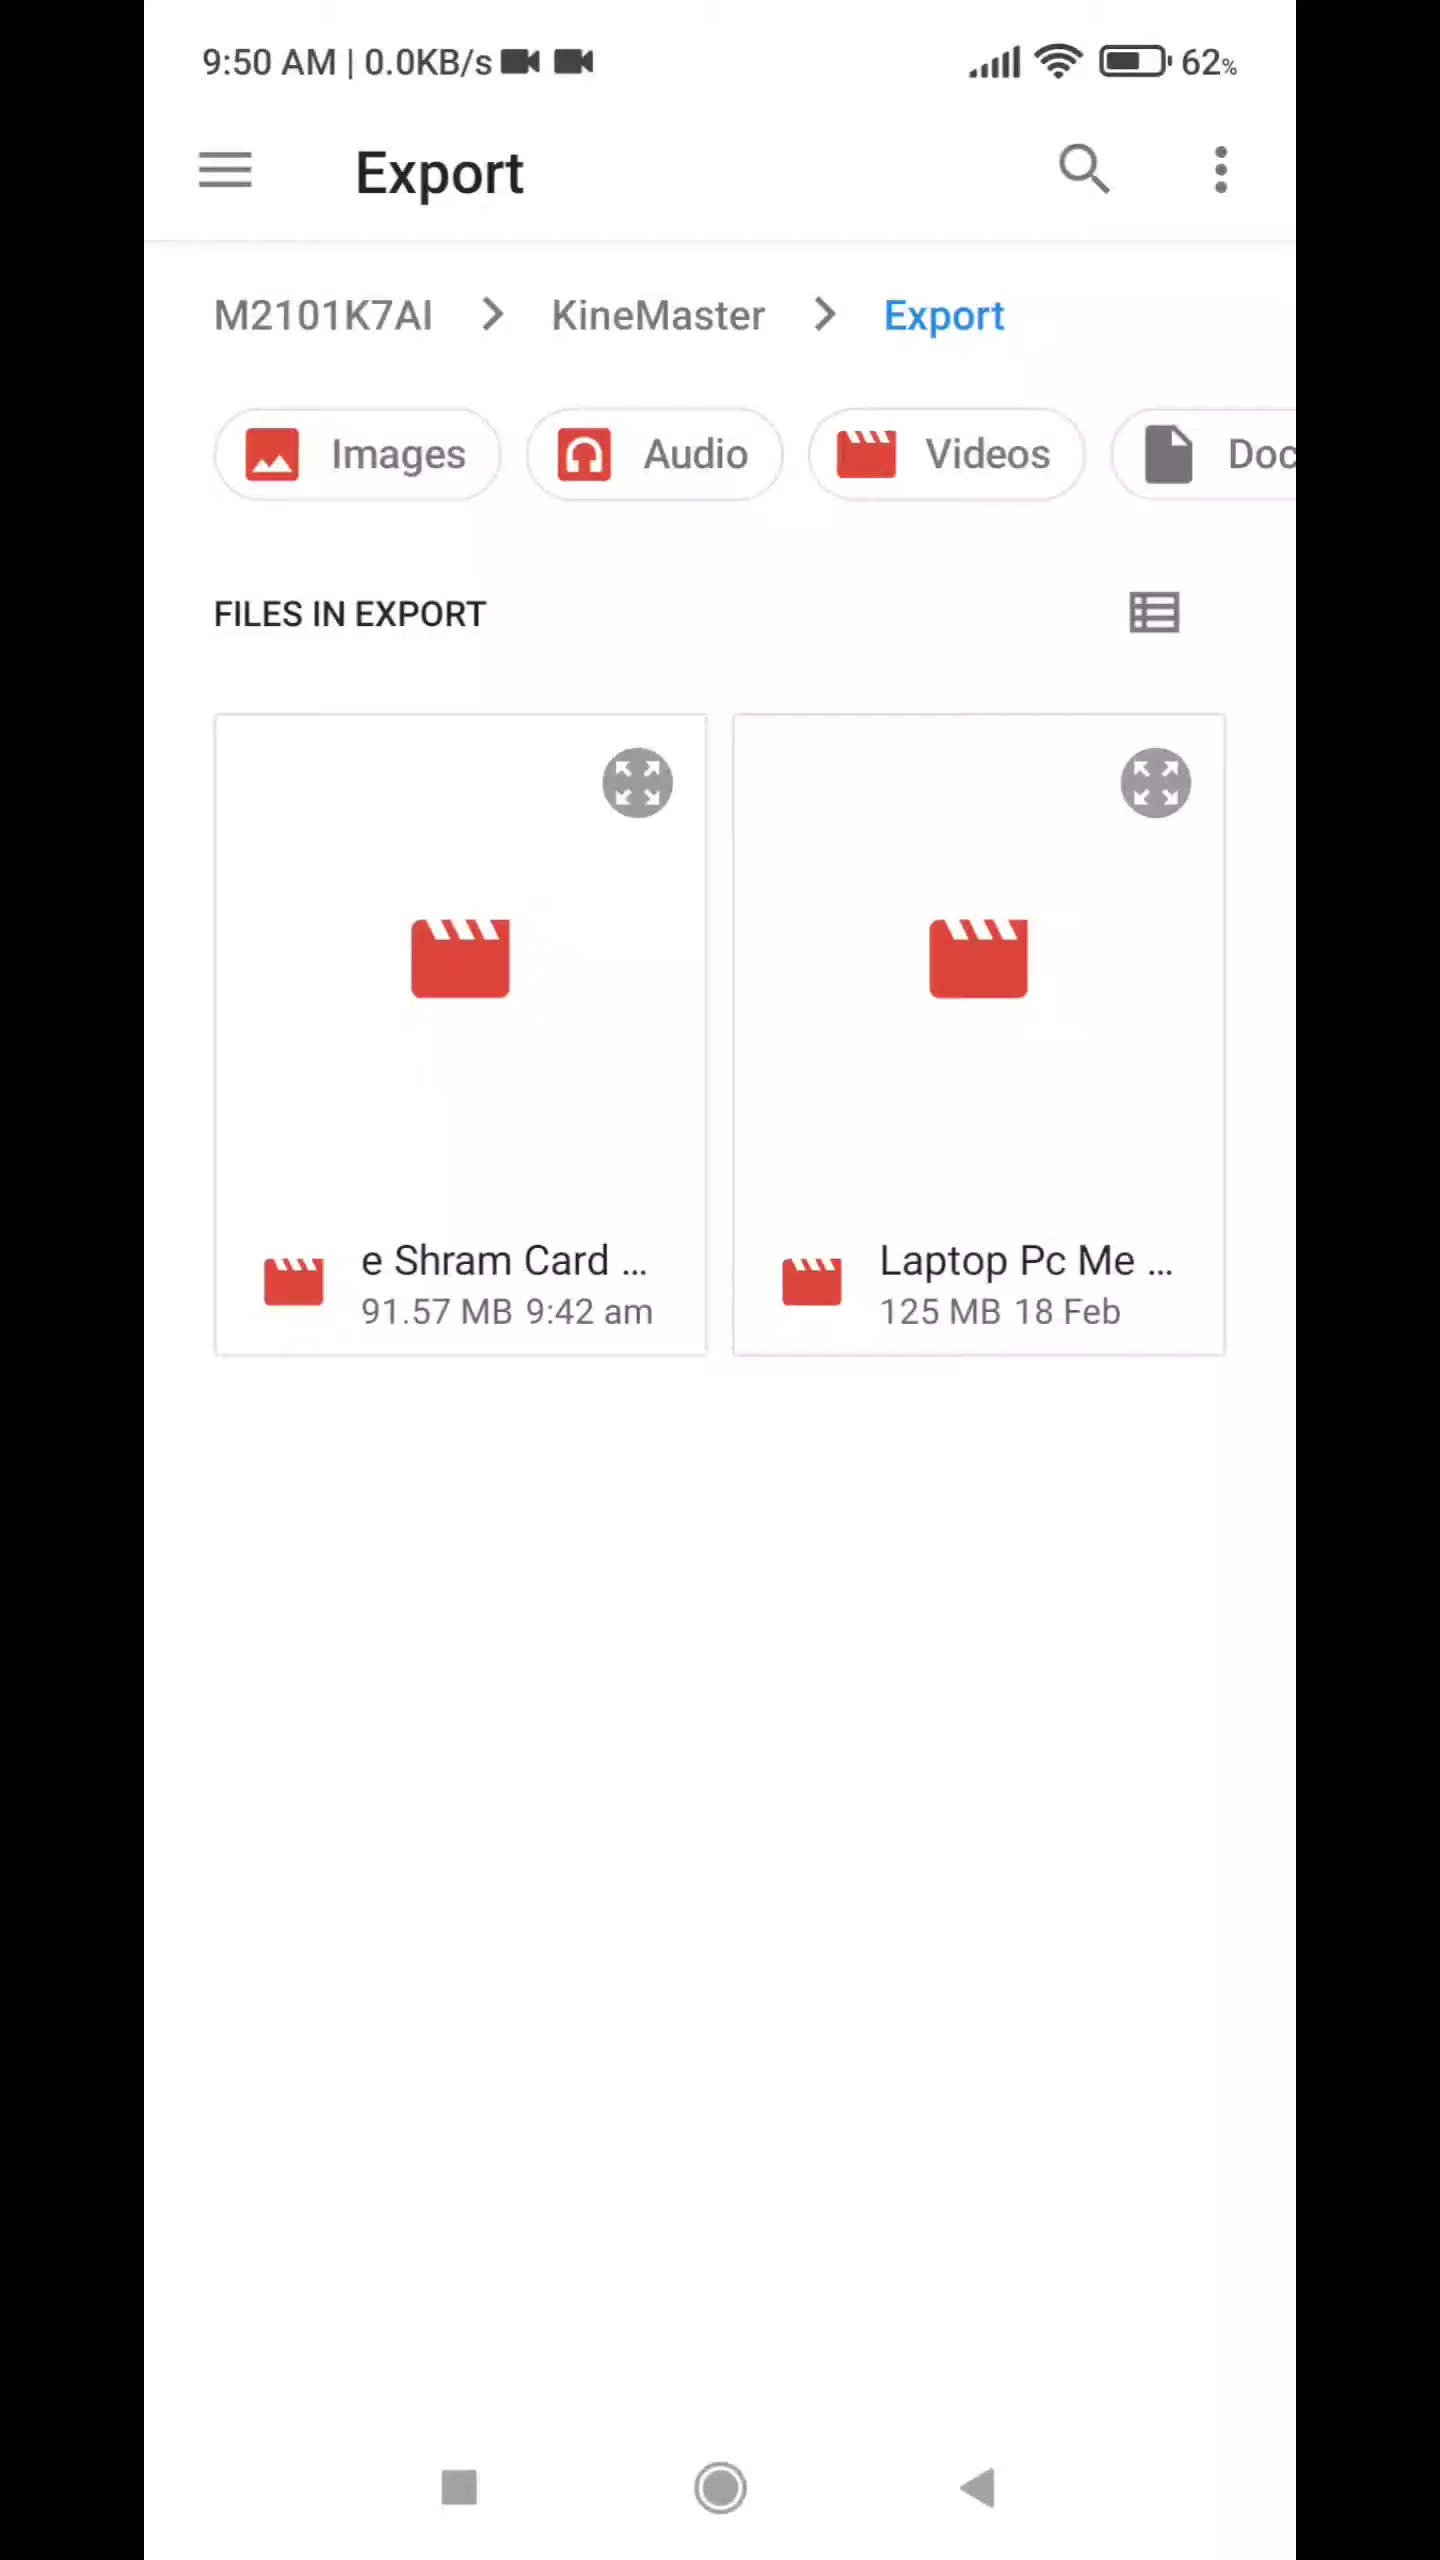 9:50 AM | 0.0KB/s 62%
Export
M2101K7AI > KineMaster > Export
Images Audio Videos Doc
FILES IN EXPORT
e Shram Card ... Laptop Pc Me ...
91.57 MB 9:42 am 125 MB 18 Feb